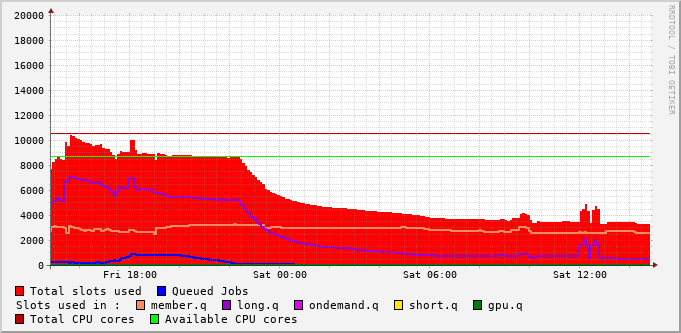 20000
18000
16000
14000
12000
10000
8000
6000
4000
2000
0
Fri 18:00 Sat 00:00 Sat 06:00 Sat 12:00
RRDTOOL / TOBI OETIKER
Total slots used Queued Jobs
Slots used in : member.q long.q ondemand.q short.q gpu.q
Total CPU cores Available CPU cores